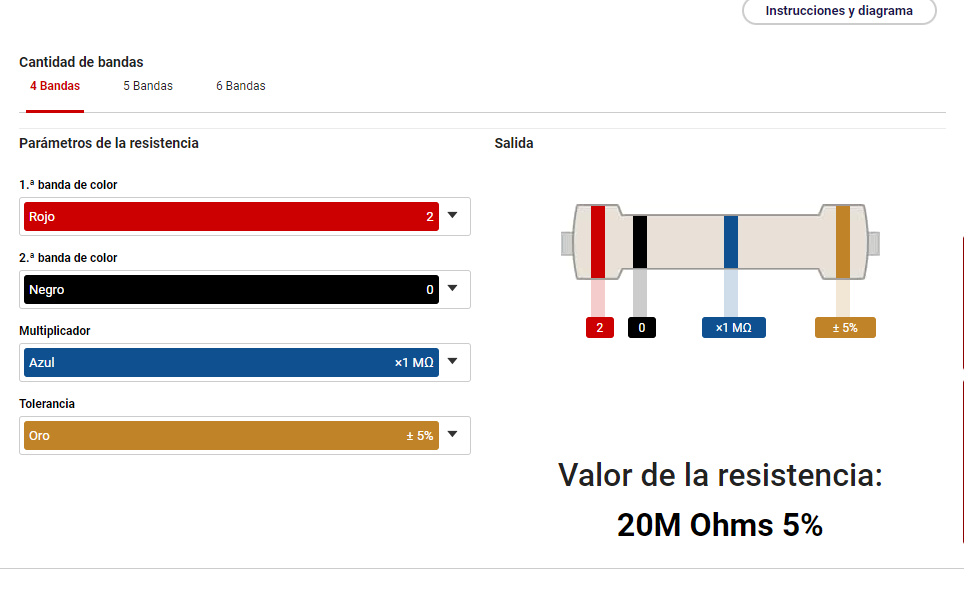 Instrucciones y diagrama
Cantidad de bandas
4 Bandas 5 Bandas 6 Bandas
Parámetros de la resistencia
Salida
1.ª banda de color
Rojo 2
2.ª banda de color
Negro 0
Multiplicador
Azul ×1 MΩ
Tolerancia
Oro ± 5%
2 0 ×1 MΩ ± 5%
Valor de la resistencia:
20M Ohms 5%